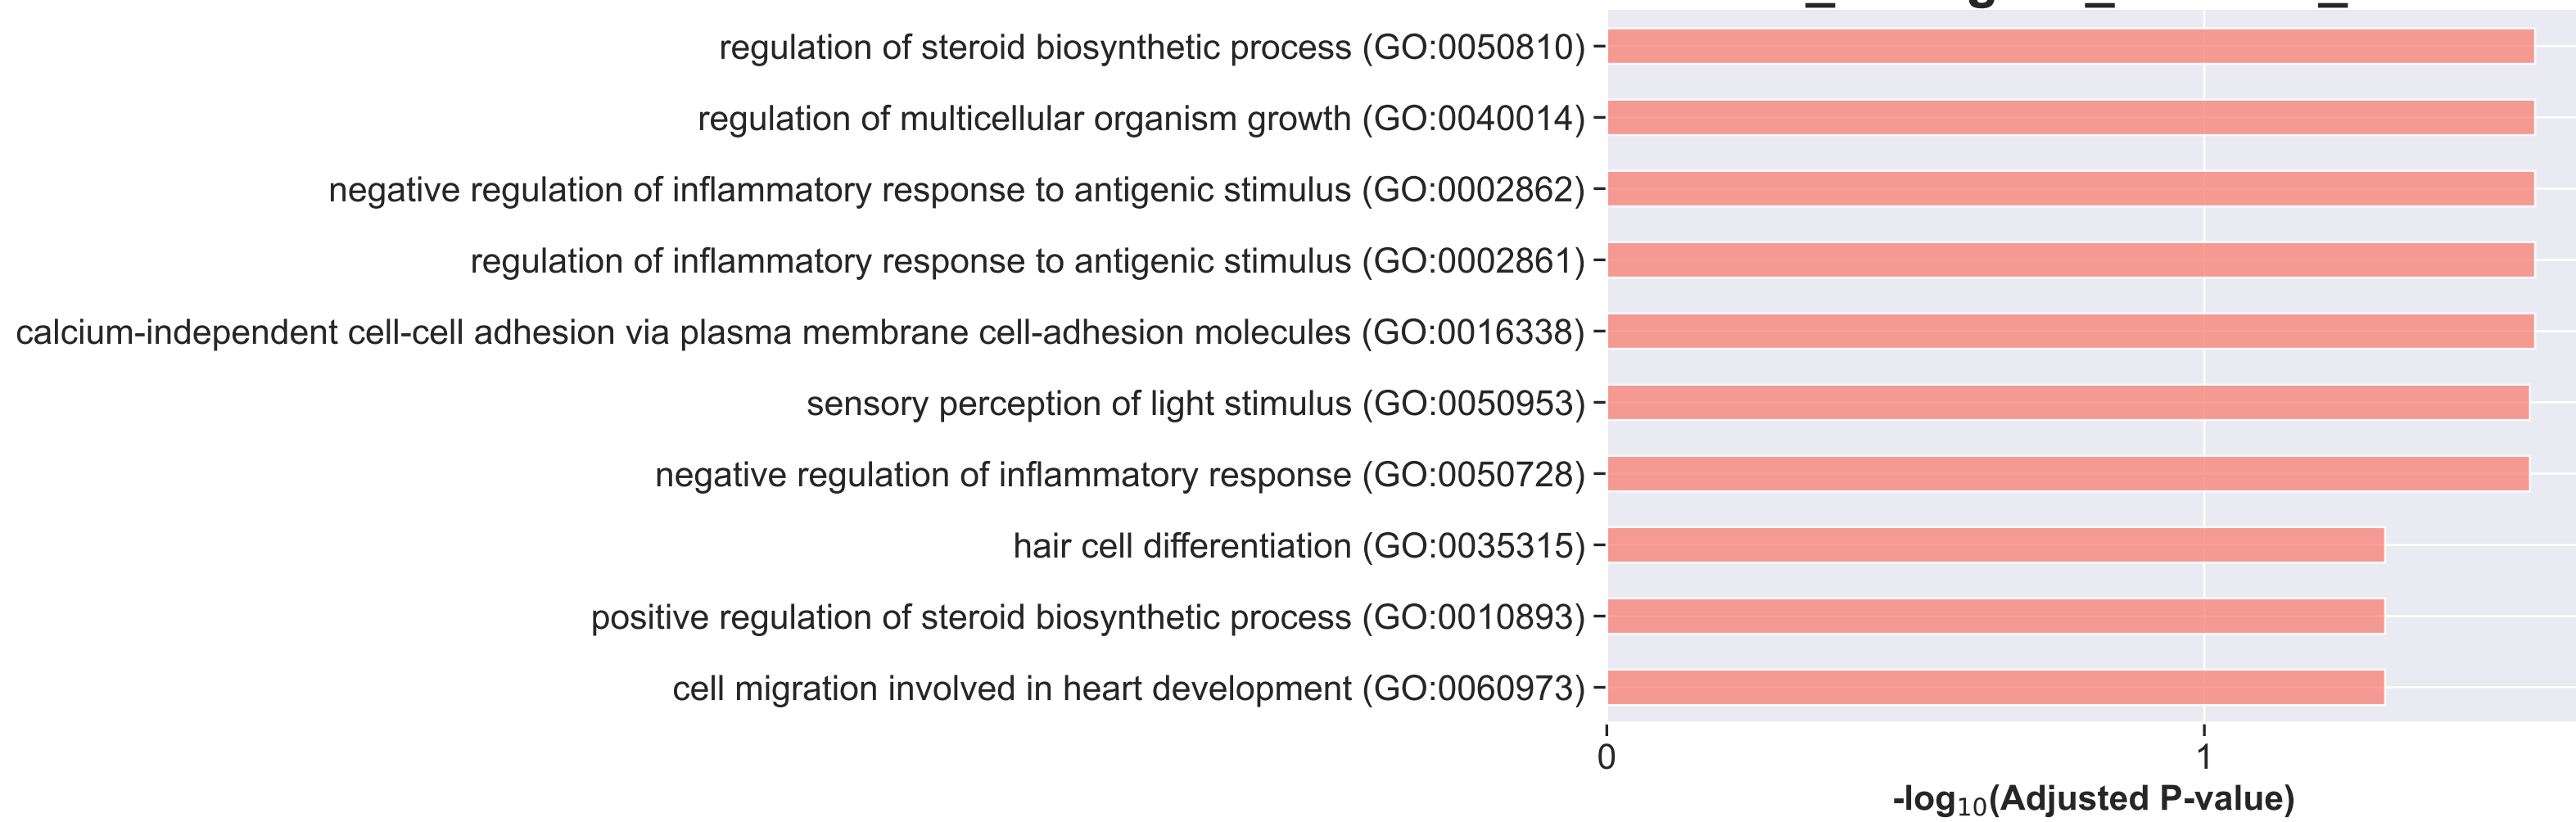 regulation of steroid biosynthetic process (GO:0050810)
regulation of multicellular organism growth (GO:0040014)
negative regulation of inflammatory response to antigenic stimulus (GO:0002862)
regulation of inflammatory response to antigenic stimulus (GO:0002861)
calcium-independent cell-cell adhesion via plasma membrane cell-adhesion molecules (GO:0016338)
sensory perception of light stimulus (GO:0050953)
negative regulation of inflammatory response (GO:0050728)
hair cell differentiation (GO:0035315)
positive regulation of steroid biosynthetic process (GO:0010893)
cell migration involved in heart development (GO:0060973)
0 1
-log₁₀(Adjusted P-value)